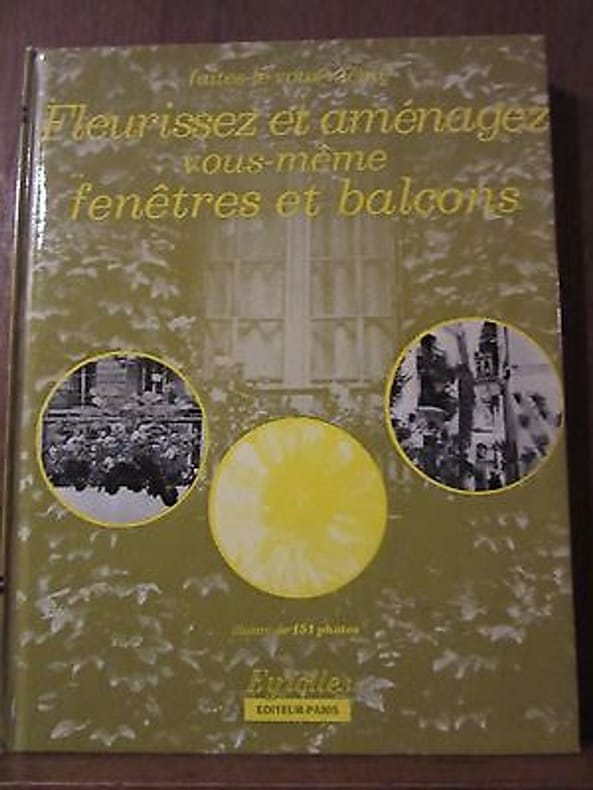 faites-le vous-même
Fleurissez et aménagez
vous-même
fenêtres et balcons
illustré de 151 photos
Eyrolles
EDITEUR-PARIS